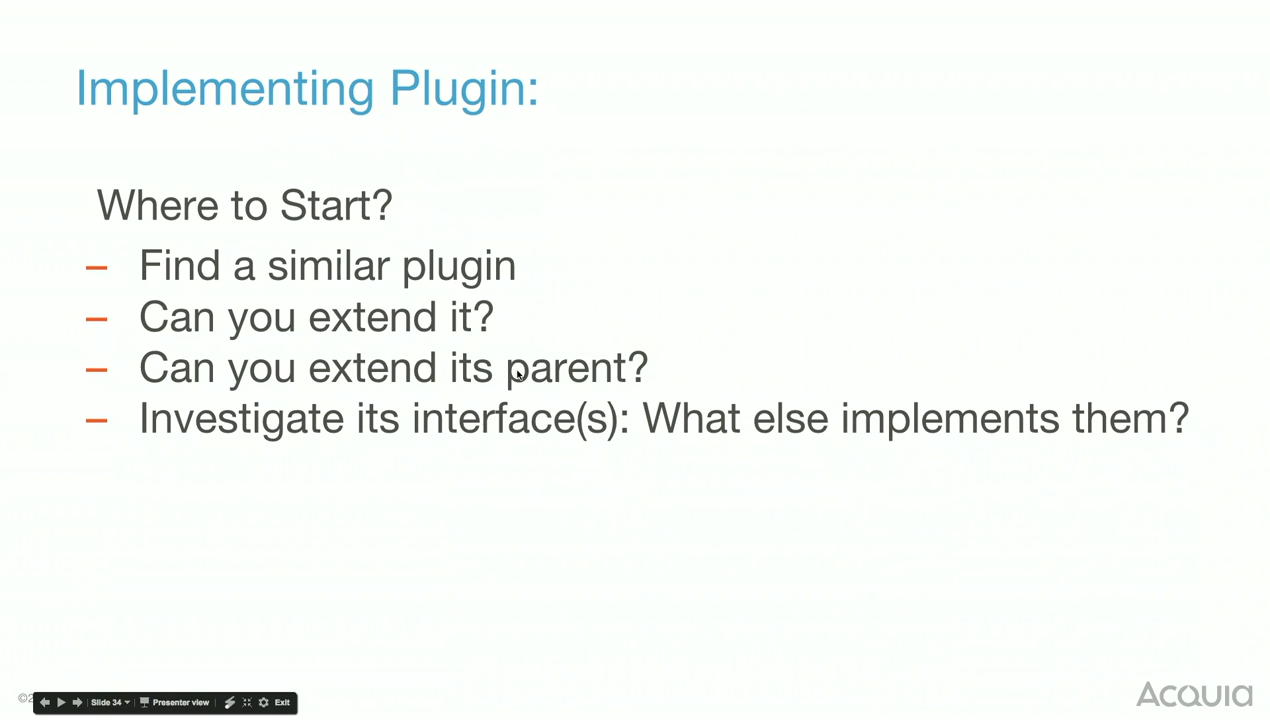 Implementing Plugin:
Where to Start?
– Find a similar plugin
– Can you extend it?
– Can you extend its parent?
– Investigate its interface(s): What else implements them?
Slide 34 Presenter view Exit
Acquia